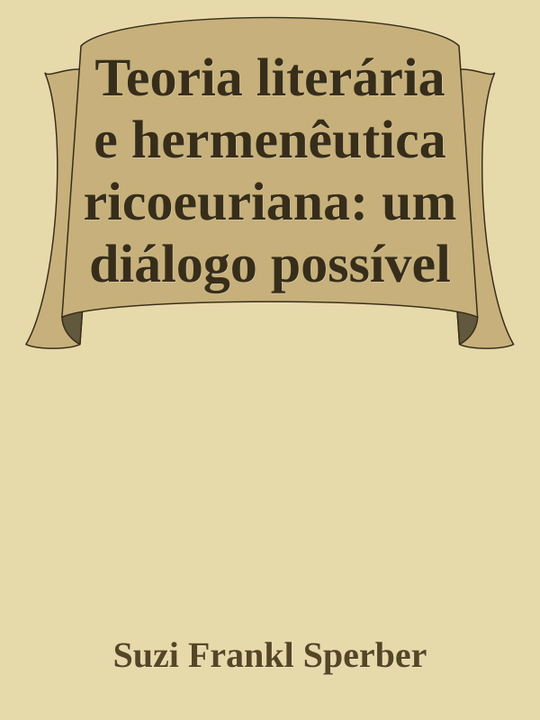 Teoria literária
e hermenêutica
ricoeuriana: um
diálogo possível
Suzi Frankl Sperber